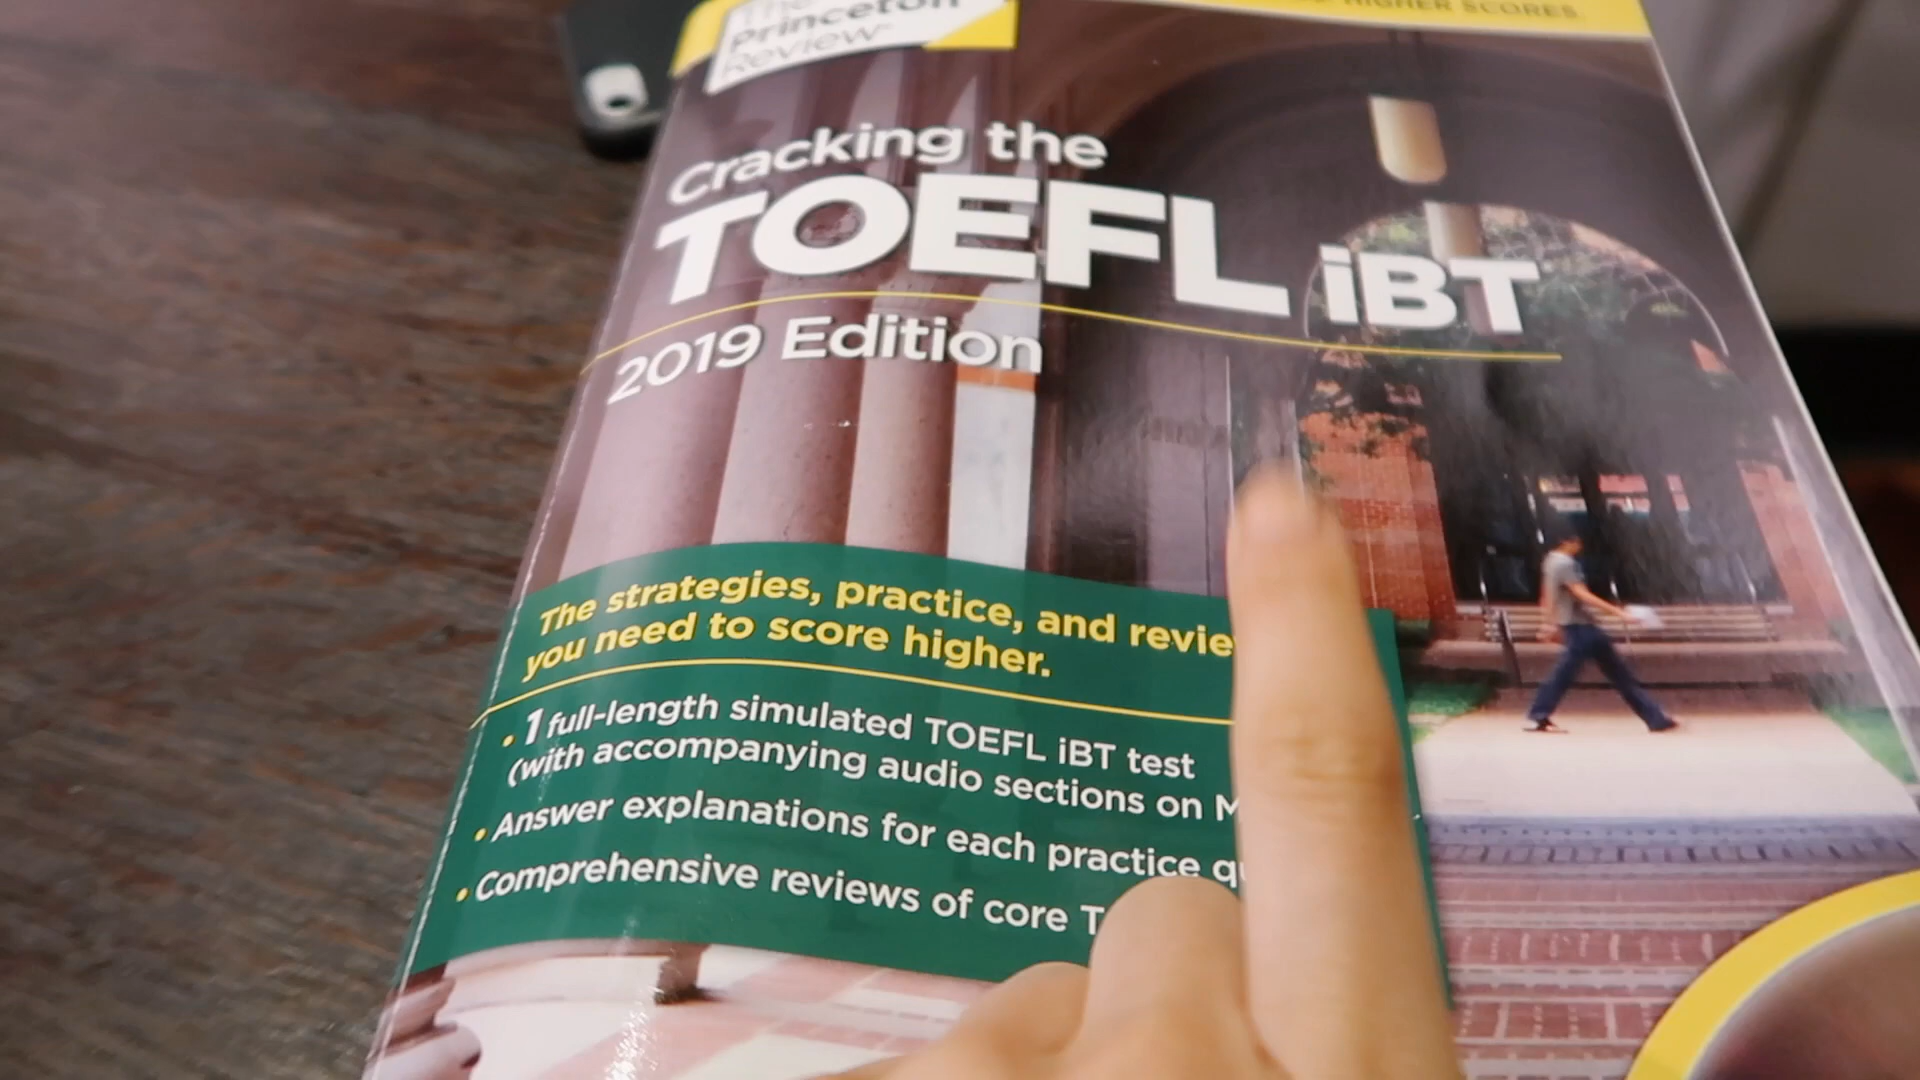 The
Princeton
Review
HIGHER SCORES.
Cracking the
TOEFL iBT
2019 Edition
The strategies, practice, and
you need to score higher.
• 1 full-length simulated TOEFL iBT test
(with accompanying audio sections on
• Answer explanations for each practice
• Comprehensive reviews of core